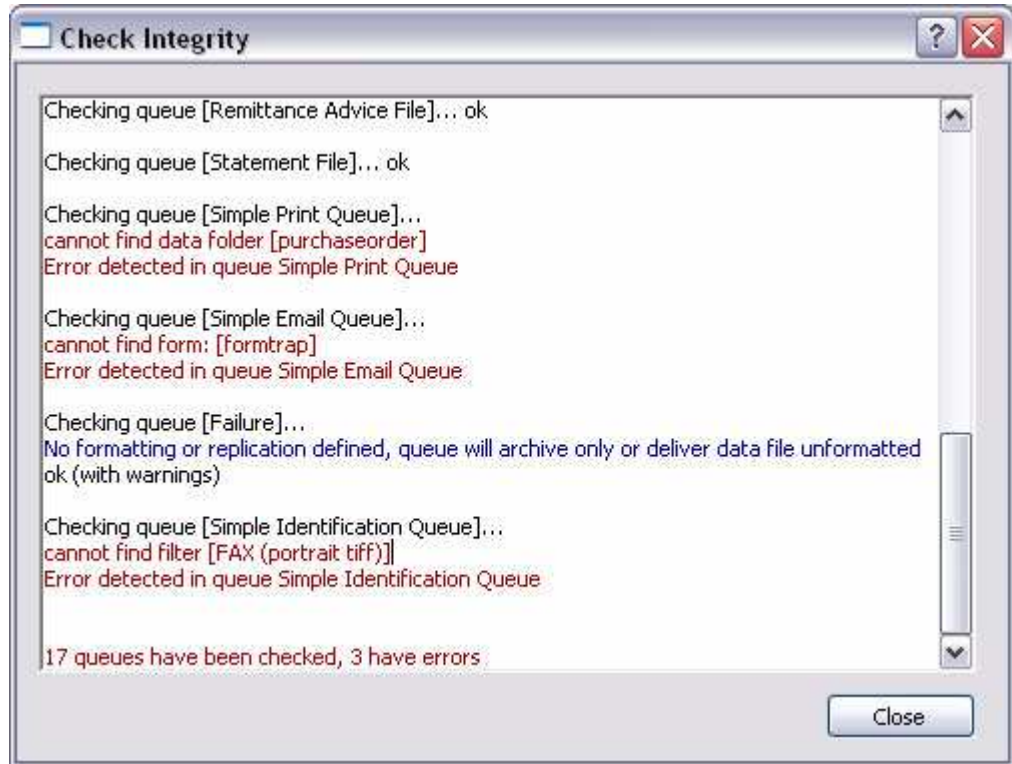 Check Integrity
Checking queue [Remittance Advice File]... ok
Checking queue [Statement File]... ok
Checking queue [Simple Print Queue]...
cannot find data folder [purchaseorder]
Error detected in queue Simple Print Queue
Checking queue [Simple Email Queue]...
cannot find form: [formtrap]
Error detected in queue Simple Email Queue
Checking queue [Failure]...
No formatting or replication defined, queue will archive only or deliver data file unformatted
ok (with warnings)
Checking queue [Simple Identification Queue]...
cannot find filter [FAX (portrait tiff)]
Error detected in queue Simple Identification Queue
17 queues have been checked, 3 have errors
Close